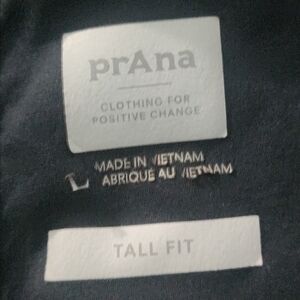 prAna
CLOTHING FOR
POSITIVE CHANGE
L
MADE IN VIETNAM
ABRIQUÉ AU VIETNAM
TALL FIT